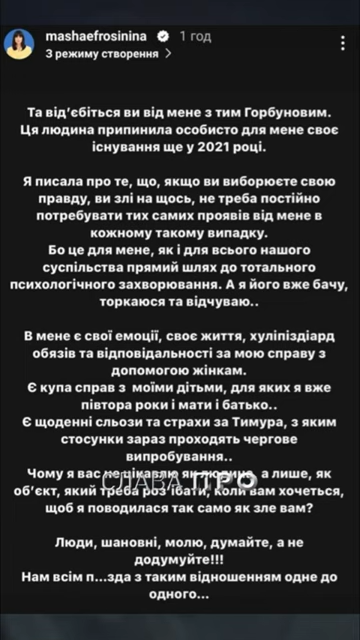 mashaefrosinina 1 год
З режиму створення >
Та від'єбіться ви від мене з тим Горбуновим.
Ця людина припинила особисто для мене своє
існування ще у 2021 році.
Я писала про те, що, якщо ви виборюєте свою
правду, ви злі на щось, не треба постійно
потребувати тих самих проявів від мене в
кожному такому випадку.
Бо це для мене, як і для всього нашого
суспільства прямий шлях до тотального
психологічного захворювання. А я його вже бачу,
торкаюся та відчуваю..
В мене є свої емоції, своє життя, хуліпіздіард
обязів та відповідальності за мою справу з
допомогою жінкам.
Є купа справ з моїми дітьми, для яких я вже
півтора роки і мати і батько..
Є щоденні сльози та страхи за Тимура, з яким
стосунки зараз проходять чергове
випробування..
Чому я вас не цікавлю як людина, а лише, як
СЛАВА ПРО
об'єкт, який треба роз'їбати, коли вам хочеться,
щоб я поводилася так само як зле вам?
Люди, шановні, молю, думайте, а не
додумуйте!!!
Нам всім п...зда з таким відношенням одне до
одного...